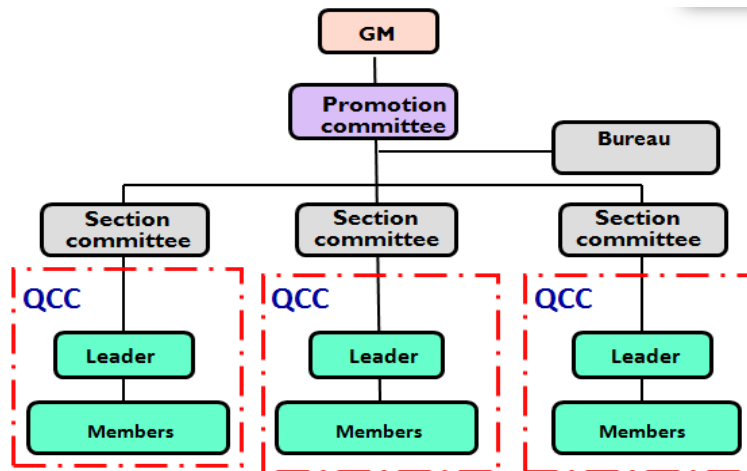 GM
Promotion
committee
Bureau
Section
committee
Section
committee
Section
committee
QCC
QCC
QCC
Leader
Leader
Leader
Members
Members
Members